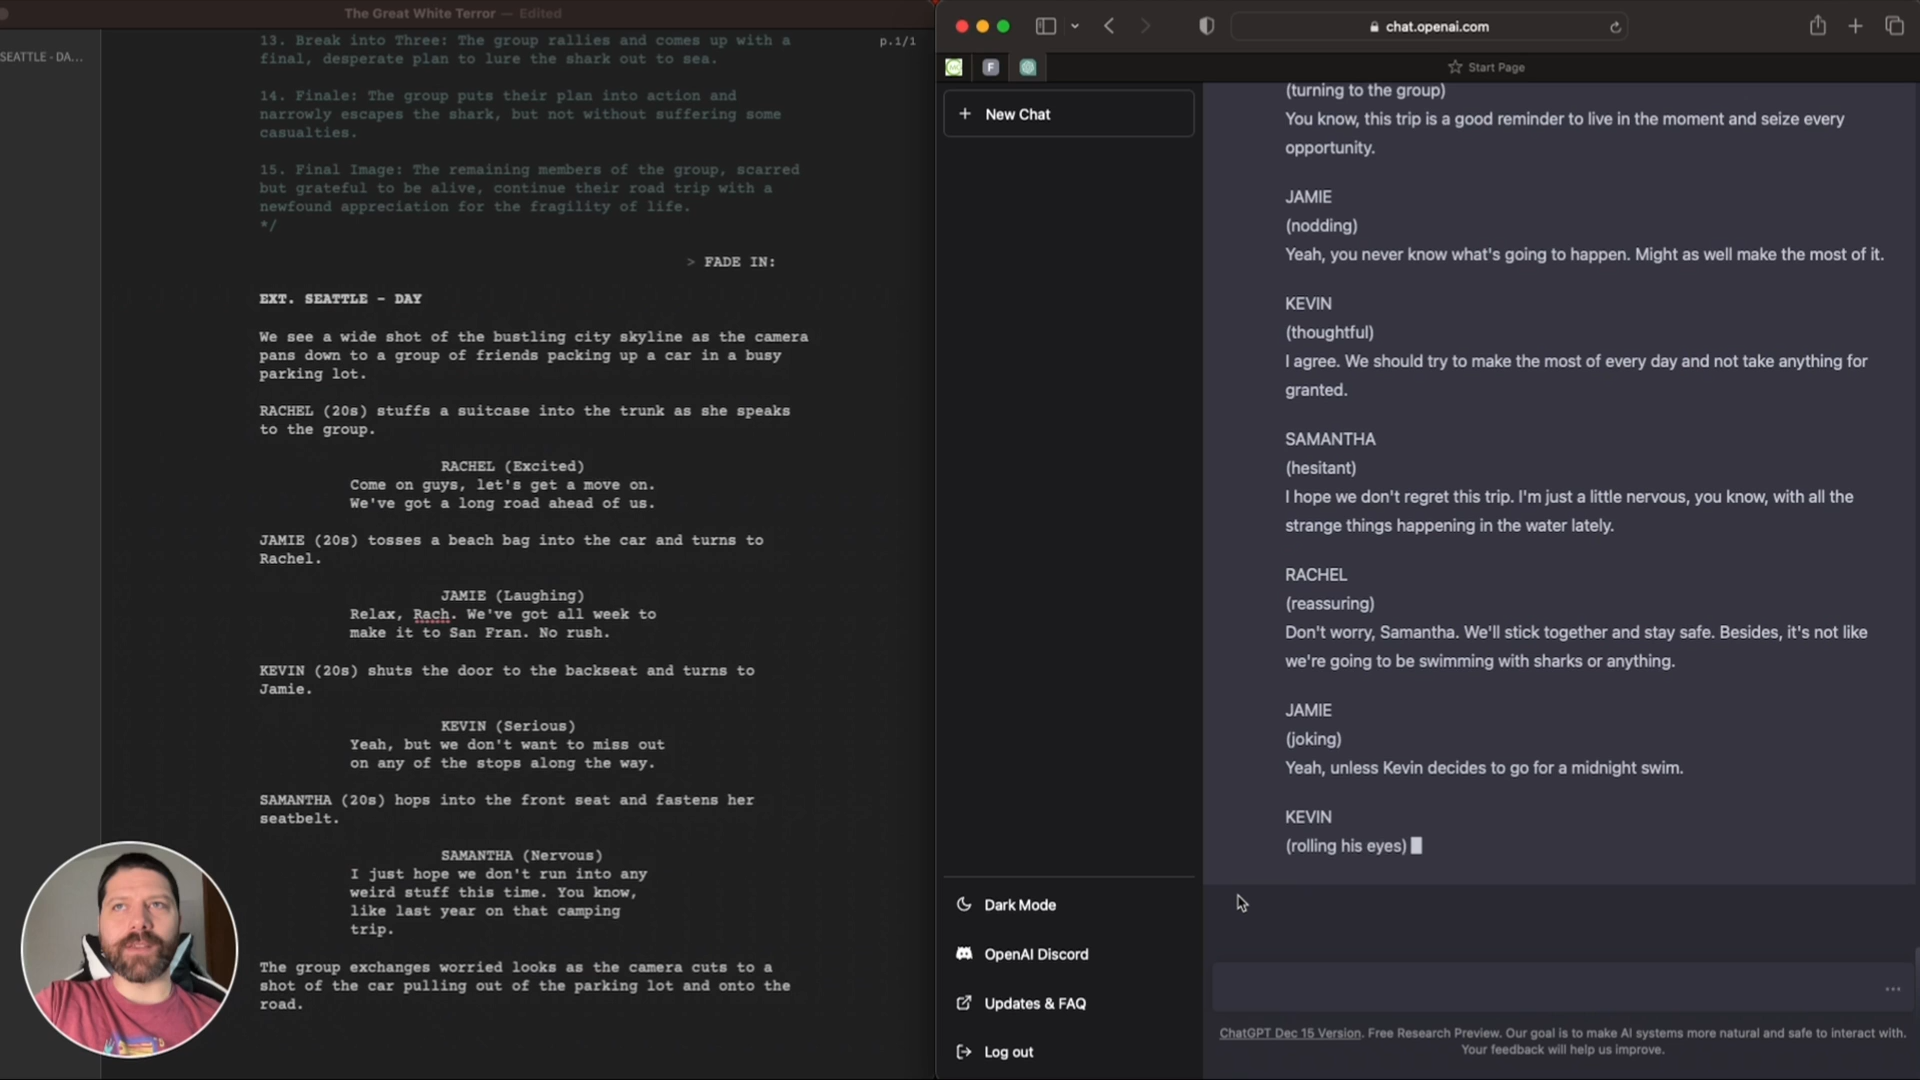 The Great White Terror — Edited
SEATTLE - DA...
p.1/1
13. Break into Three: The group rallies and comes up with a
final, desperate plan to lure the shark out to sea.
14. Finale: The group puts their plan into action and
narrowly escapes the shark, but not without suffering some
casualties.
15. Final Image: The remaining members of the group, scarred
but grateful to be alive, continue their road trip with a
newfound appreciation for the fragility of life.
*/
> FADE IN:
EXT. SEATTLE - DAY
We see a wide shot of the bustling city skyline as the camera
pans down to a group of friends packing up a car in a busy
parking lot.
RACHEL (20s) stuffs a suitcase into the trunk as she speaks
to the group.
RACHEL (Excited)
Come on guys, let's get a move on.
We've got a long road ahead of us.
JAMIE (20s) tosses a beach bag into the car and turns to
Rachel.
JAMIE (Laughing)
Relax, Rach. We've got all week to
make it to San Fran. No rush.
KEVIN (20s) shuts the door to the backseat and turns to
Jamie.
KEVIN (Serious)
Yeah, but we don't want to miss out
on any of the stops along the way.
SAMANTHA (20s) hops into the front seat and fastens her
seatbelt.
SAMANTHA (Nervous)
I just hope we don't run into any
weird stuff this time. You know,
like last year on that camping
trip.
The group exchanges worried looks as the camera cuts to a
shot of the car pulling out of the parking lot and onto the
road.
chat.openai.com
F
Start Page
+ New Chat
Dark Mode
OpenAI Discord
Updates & FAQ
Log out
(turning to the group)
You know, this trip is a good reminder to live in the moment and seize every
opportunity.
JAMIE
(nodding)
Yeah, you never know what's going to happen. Might as well make the most of it.
KEVIN
(thoughtful)
I agree. We should try to make the most of every day and not take anything for
granted.
SAMANTHA
(hesitant)
I hope we don't regret this trip. I'm just a little nervous, you know, with all the
strange things happening in the water lately.
RACHEL
(reassuring)
Don't worry, Samantha. We'll stick together and stay safe. Besides, it's not like
we're going to be swimming with sharks or anything.
JAMIE
(joking)
Yeah, unless Kevin decides to go for a midnight swim.
KEVIN
(rolling his eyes)
...
ChatGPT Dec 15 Version. Free Research Preview. Our goal is to make AI systems more natural and safe to interact with.
Your feedback will help us improve.